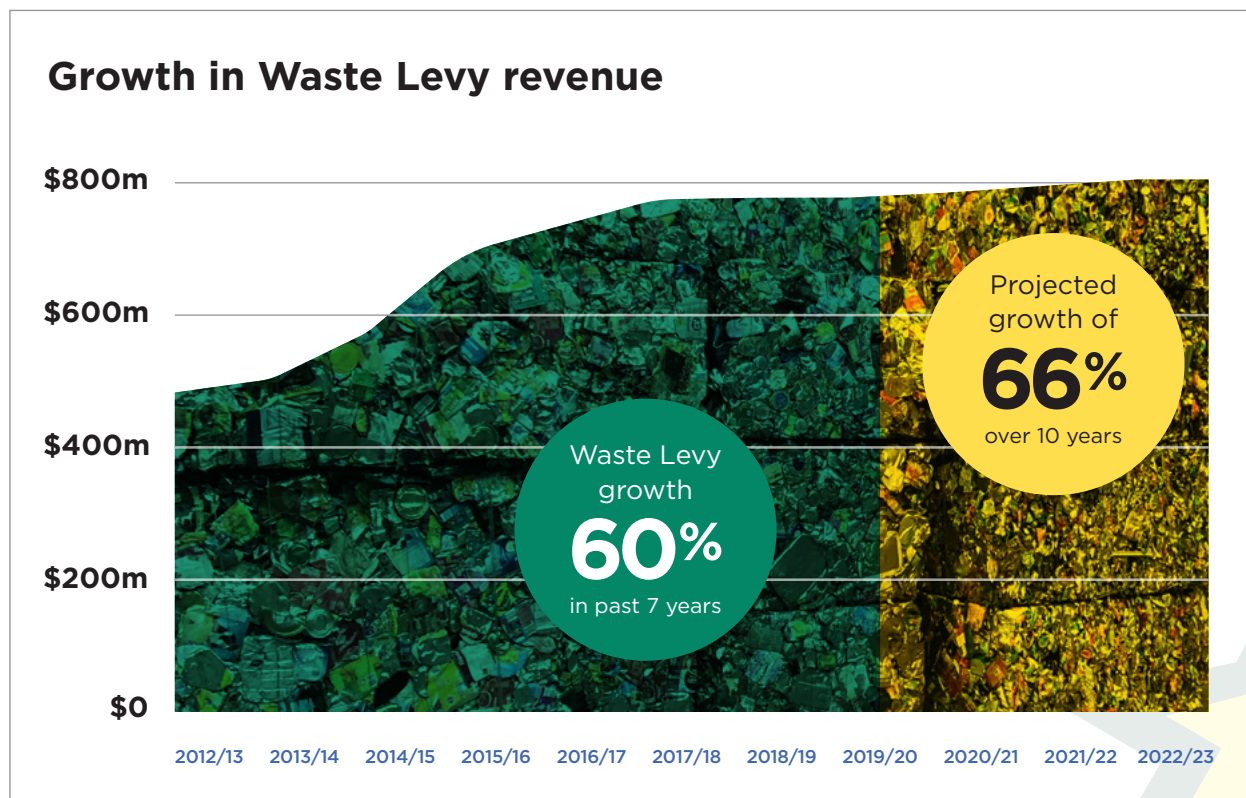 Growth in Waste Levy revenue
$800m
$600m
$400m
$200m
$0
Projected
growth of
66%
over 10 years
Waste Levy
growth
60%
in past 7 years
2012/13 2013/14 2014/15 2015/16 2016/17 2017/18 2018/19 2019/20 2020/21 2021/22 2022/23